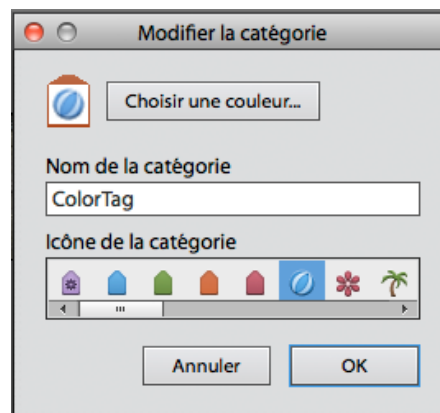 Modifier la catégorie
Choisir une couleur...
Nom de la catégorie
ColorTag
Icône de la catégorie
Annuler
OK